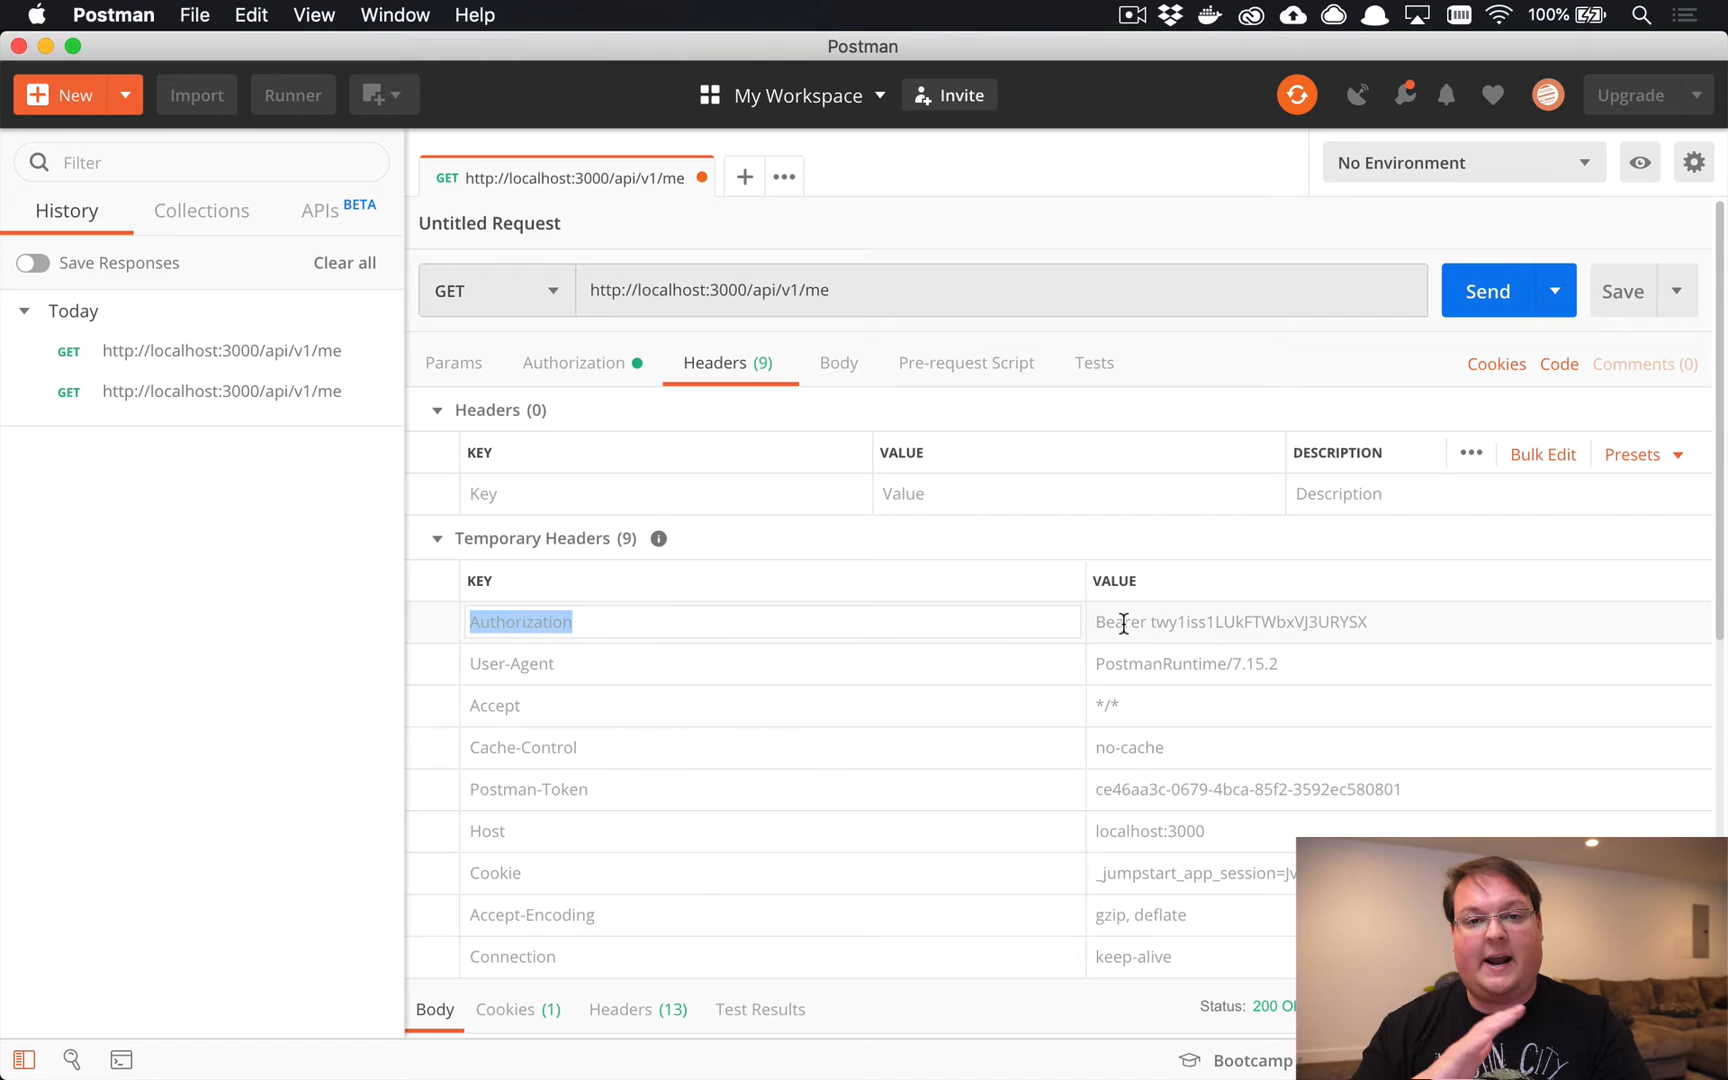 Postman File Edit View Window Help 100%
Postman
New Import Runner My Workspace Invite Upgrade
Filter
History Collections APIs BETA
Save Responses Clear all
Today
GET http://localhost:3000/api/v1/me
GET http://localhost:3000/api/v1/me
GET http://localhost:3000/api/v1/me No Environment
Untitled Request
GET http://localhost:3000/api/v1/me Send Save
Params Authorization Headers (9) Body Pre-request Script Tests Cookies Code Comments (0)
Headers (0)
KEY VALUE DESCRIPTION Bulk Edit Presets
Key Value Description
Temporary Headers (9)
KEY VALUE
Authorization Bearer twy1iss1LUkFTWbxVJ3URYSX
User-Agent PostmanRuntime/7.15.2
Accept */*
Cache-Control no-cache
Postman-Token ce46aa3c-0679-4bca-85f2-3592ec580801
Host localhost:3000
Cookie _jumpstart_app_session=Jv
Accept-Encoding gzip, deflate
Connection keep-alive
Body Cookies (1) Headers (13) Test Results Status: 200 OK
Bootcamp
CITY